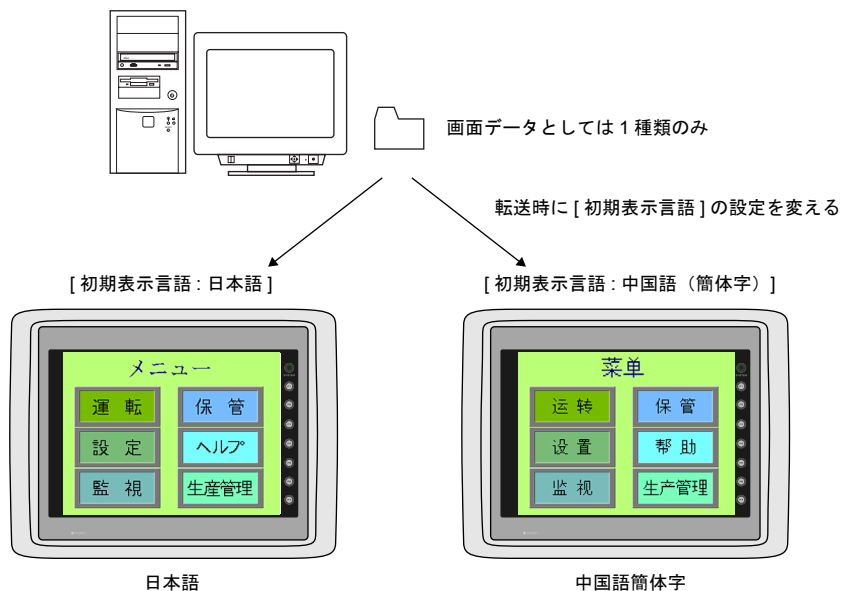 画面データとしては 1 種類のみ
転送時に [ 初期表示言語 ] の設定を変える
[ 初期表示言語 : 日本語 ]
[ 初期表示言語 : 中国語（簡体字）]
メニュー
運 転
保 管
設 定
ヘルプ
監 視
生産管理
菜单
运 转
保 管
设 置
帮 助
监 视
生产管理
日本語
中国語簡体字